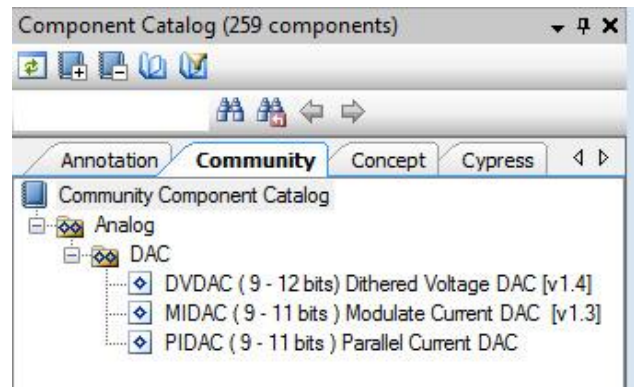 Component Catalog (259 components)
Annotation Community Concept Cypress
Community Component Catalog
Analog
DAC
DVDAC ( 9 - 12 bits) Dithered Voltage DAC [v1.4]
MIDAC ( 9 - 11 bits ) Modulate Current DAC [v1.3]
PIDAC ( 9 - 11 bits ) Parallel Current DAC